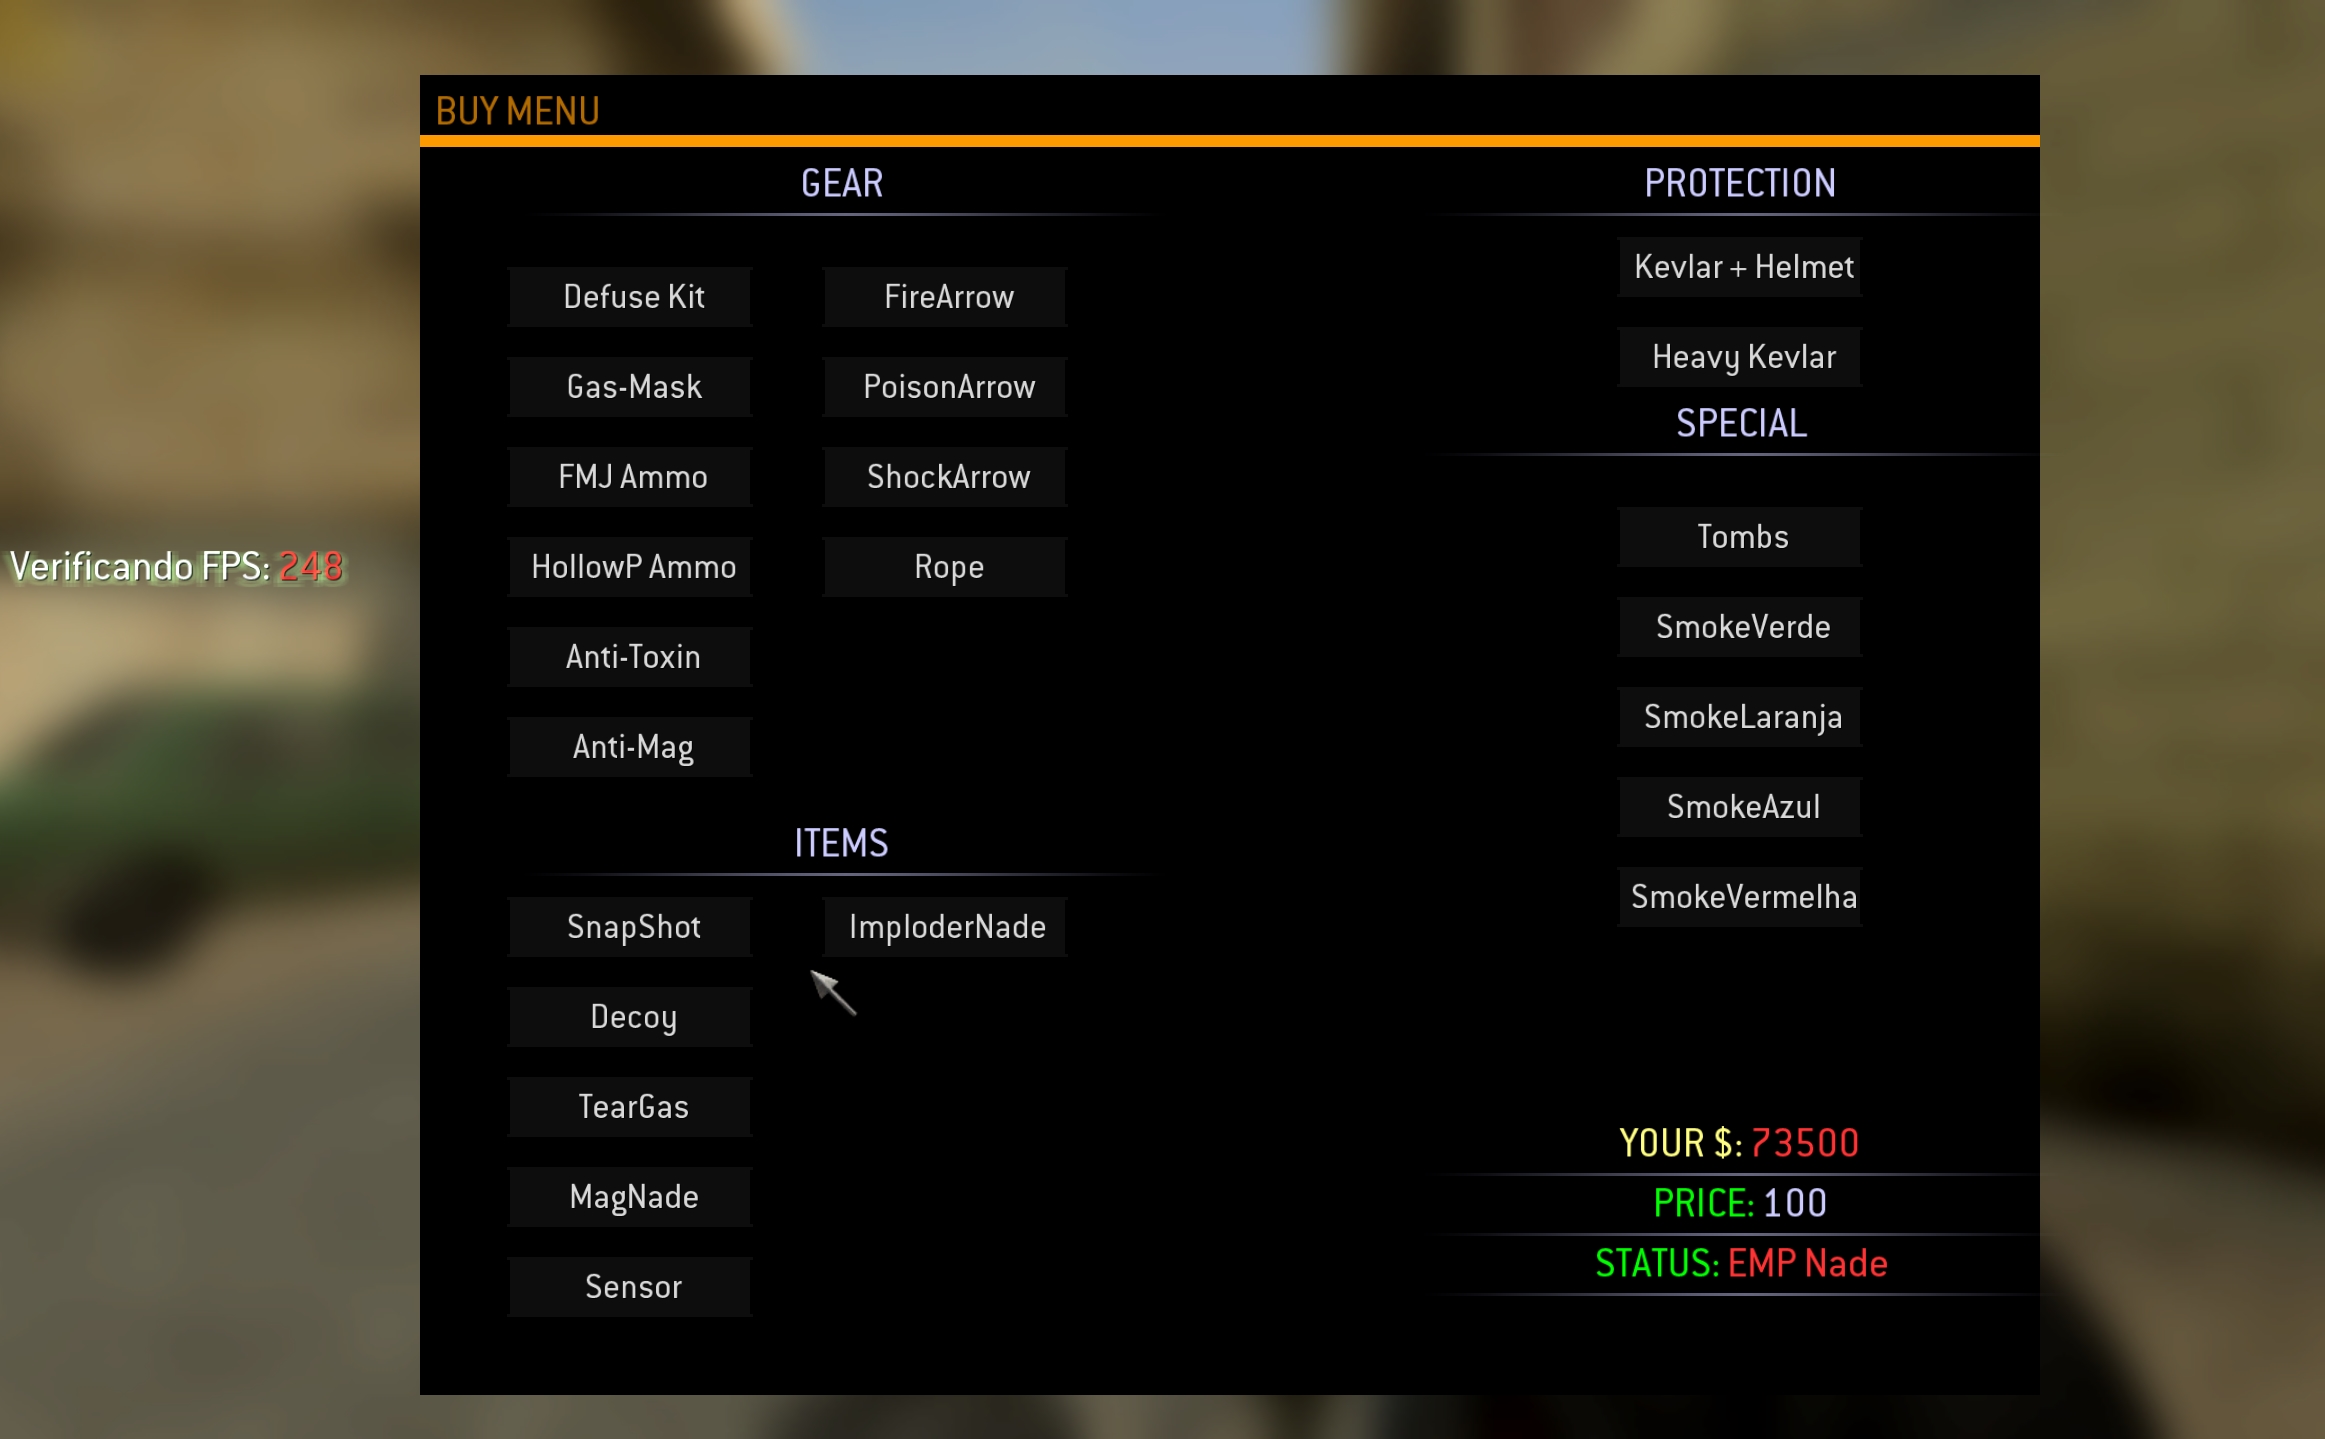 BUY MENU
GEAR
Defuse Kit
FireArrow
Gas-Mask
PoisonArrow
FMJ Ammo
ShockArrow
HollowP Ammo
Rope
Anti-Toxin
Anti-Mag
ITEMS
SnapShot
ImploderNade
Decoy
TearGas
MagNade
Sensor
PROTECTION
Kevlar + Helmet
Heavy Kevlar
SPECIAL
Tombs
SmokeVerde
SmokeLaranja
SmokeAzul
SmokeVermelha
YOUR $: 73500
PRICE: 100
STATUS: EMP Nade
Verificando FPS: 248